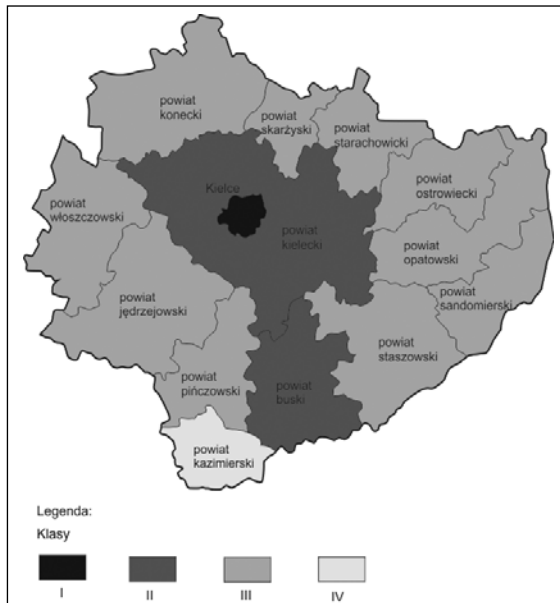 powiat
konecki
powiat
skarżyski
powiat
starachowicki
powiat
ostrowiecki
Kielce
powiat
włoszczowski
powiat
kielecki
powiat
opatowski
powiat
sandomierski
powiat
jędrzejowski
powiat
staszowski
powiat
pińczowski
powiat
buski
powiat
kazimierski
Legenda:
Klasy
I
II
III
IV